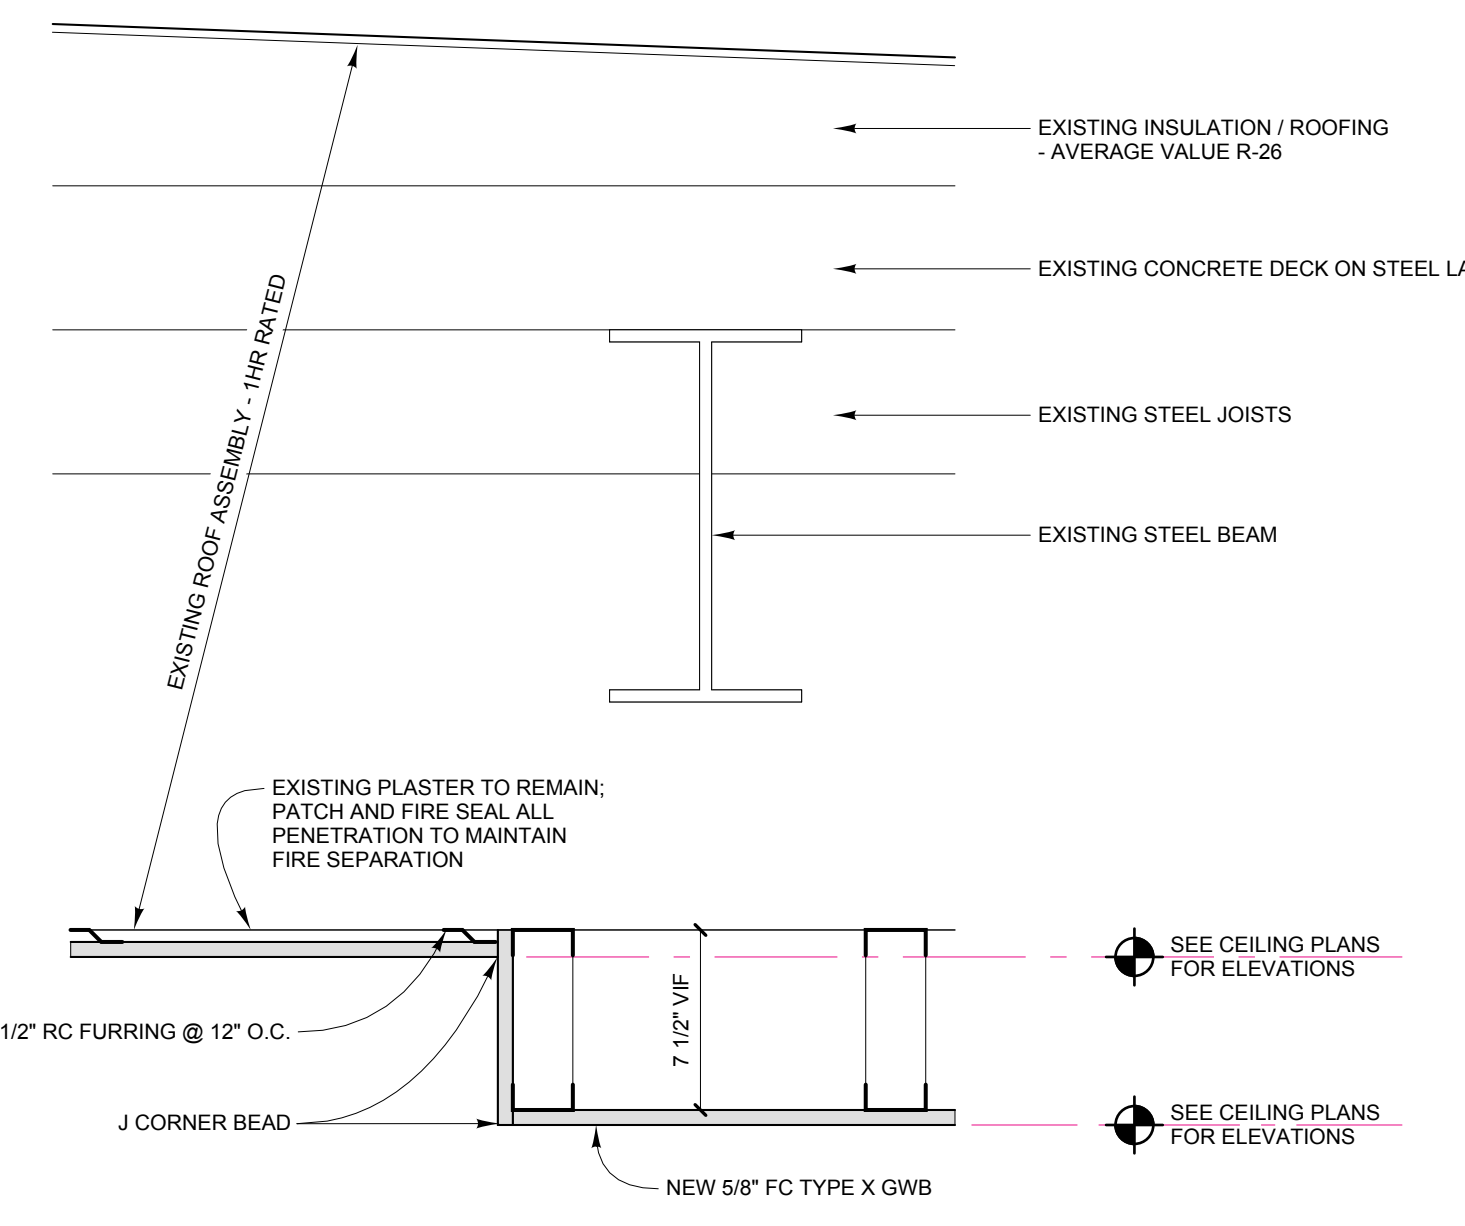 EXISTING INSULATION / ROOFING
- AVERAGE VALUE R-26
EXISTING CONCRETE DECK ON STEEL
EXISTING ROOF ASSEMBLY - 1HR RATED
EXISTING STEEL JOISTS
EXISTING STEEL BEAM
EXISTING PLASTER TO REMAIN;
PATCH AND FIRE SEAL ALL
PENETRATION TO MAINTAIN
FIRE SEPARATION
SEE CEILING PLANS
FOR ELEVATIONS
7 1/2" VIF
1/2" RC FURRING @ 12" O.C.
J CORNER BEAD
SEE CEILING PLANS
FOR ELEVATIONS
NEW 5/8" FC TYPE X GWB